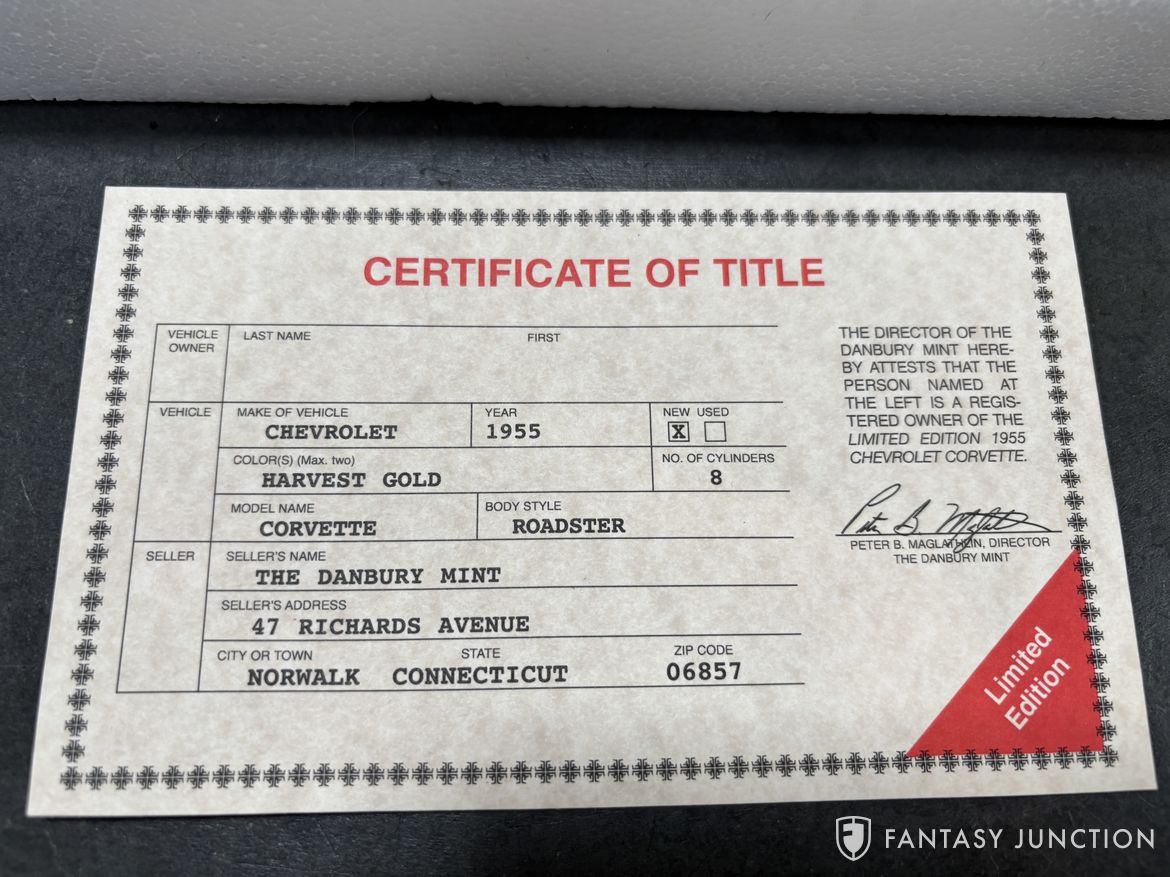 CERTIFICATE OF TITLE
VEHICLE
OWNER
LAST NAME FIRST
VEHICLE
MAKE OF VEHICLE
CHEVROLET
YEAR
1955
NEW USED
X
COLOR(S) (Max. two)
HARVEST GOLD
NO. OF CYLINDERS
8
MODEL NAME
CORVETTE
BODY STYLE
ROADSTER
SELLER
SELLER'S NAME
THE DANBURY MINT
SELLER'S ADDRESS
47 RICHARDS AVENUE
CITY OR TOWN STATE ZIP CODE
NORWALK CONNECTICUT 06857
THE DIRECTOR OF THE
DANBURY MINT HERE-
BY ATTESTS THAT THE
PERSON NAMED AT
THE LEFT IS A REGIS-
TERED OWNER OF THE
LIMITED EDITION 1955
CHEVROLET CORVETTE.
Peter B. Maglathlin
PETER B. MAGLATHLIN, DIRECTOR
THE DANBURY MINT
Limited
Edition
FANTASY JUNCTION